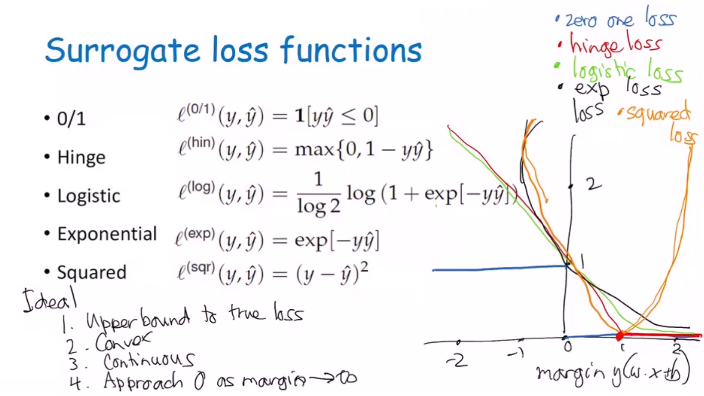 • zero one loss
Surrogate loss functions
• hinge loss
• logistic loss
• exp loss
• 0/1 ℓ^(0/1)(y, ŷ) = 1[yŷ ≤ 0]
loss • squared loss
• Hinge ℓ^(hin)(y, ŷ) = max{0, 1 − yŷ}
• Logistic ℓ^(log)(y, ŷ) = 1/log 2 log (1 + exp[−yŷ])
• Exponential ℓ^(exp)(y, ŷ) = exp[−yŷ]
• Squared ℓ^(sqr)(y, ŷ) = (y − ŷ)²
Ideal
1. Upper bound to true loss
2. Convex
3. Continuous
4. Approach 0 as margin → ∞
2
1
-2 -1 0 1 2
margin y(w·x+b)